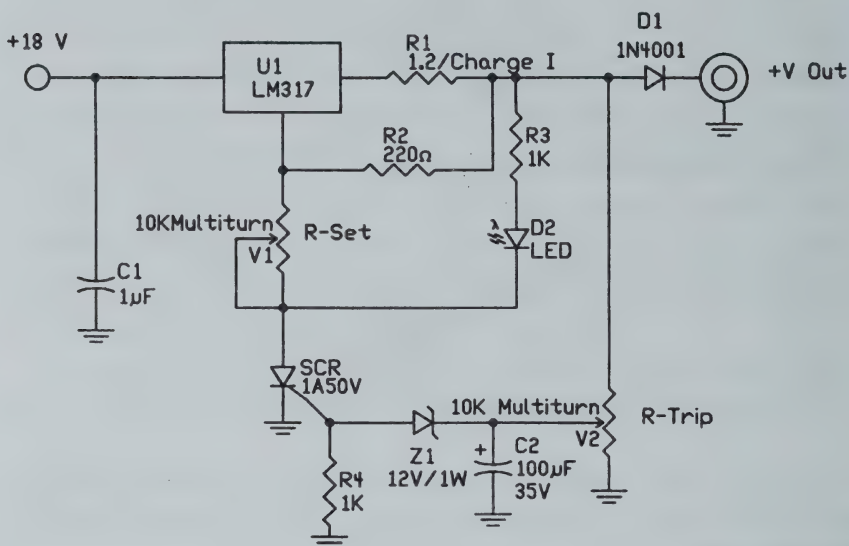 +18 V
U1
LM317
R1
1.2/Charge I
D1
1N4001
+V Out
R2
220Ω
R3
1K
10KMultiturn
V1
R-Set
D2
LED
λ
C1
1µF
SCR
1A50V
10K Multiturn
V2
R-Trip
Z1
12V/1W
+
C2
100µF
35V
R4
1K